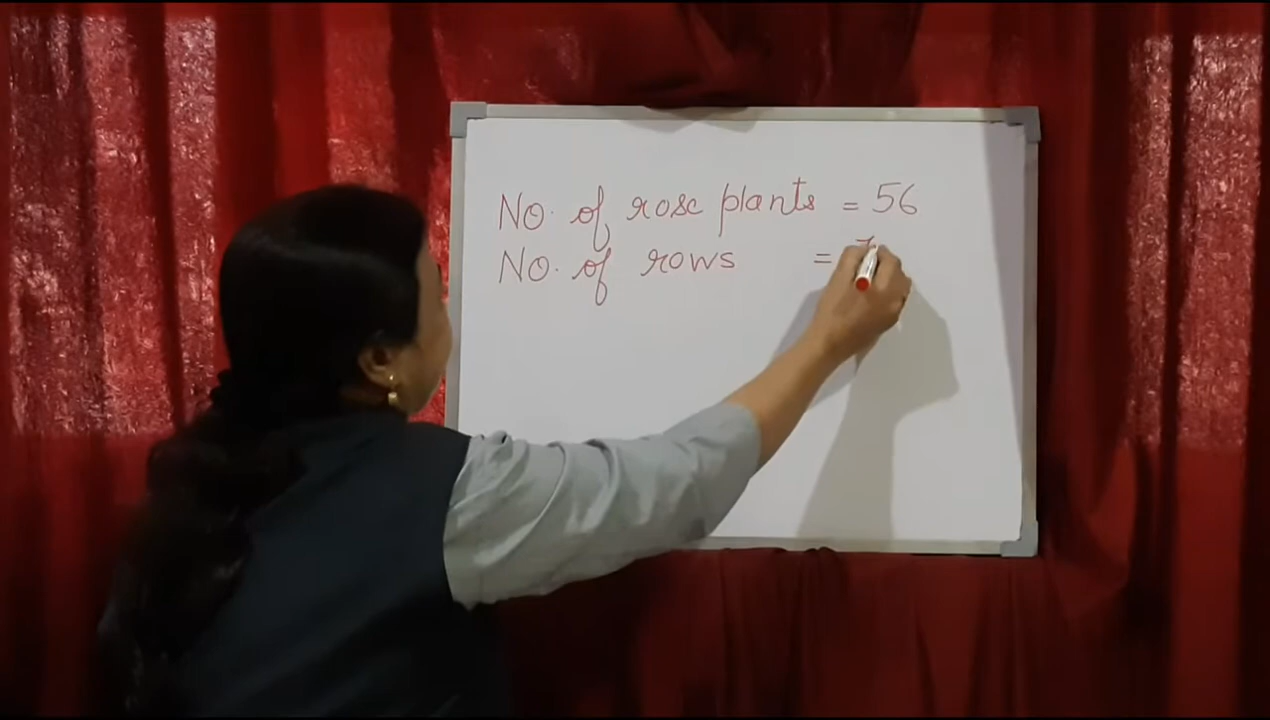 No. of rose plants = 56
No. of rows =